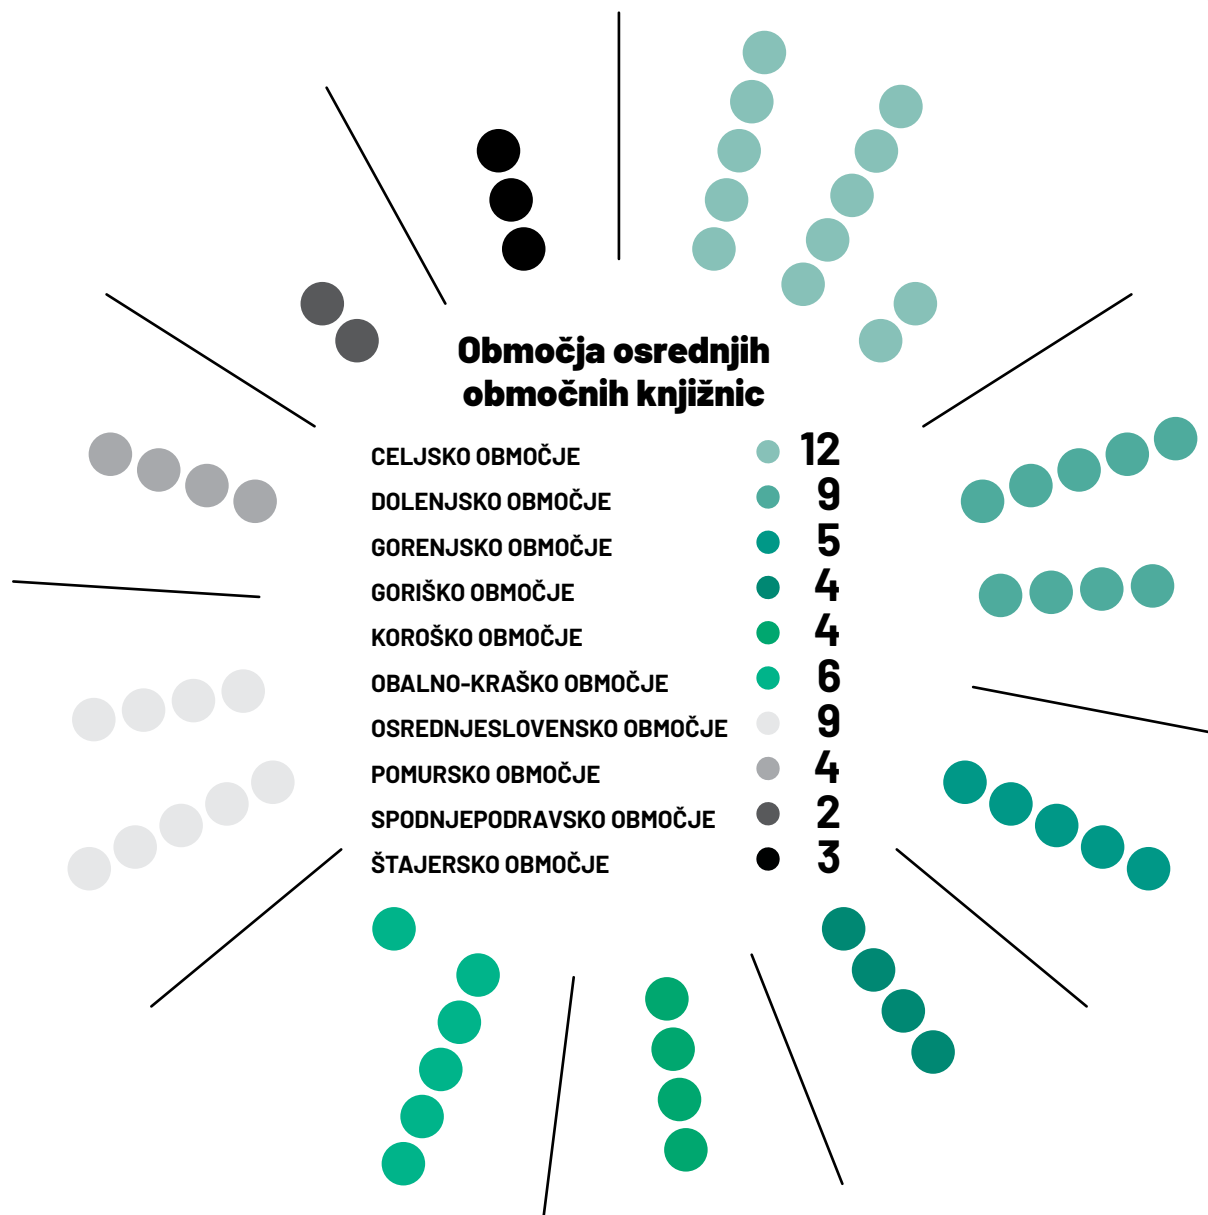 Območja osrednjih
območnih knjižnic
CELJSKO OBMOČJE 12
DOLENJSKO OBMOČJE 9
GORENJSKO OBMOČJE 5
GORIŠKO OBMOČJE 4
KOROŠKO OBMOČJE 4
OBALNO-KRAŠKO OBMOČJE 6
OSREDNJESLOVENSKO OBMOČJE 9
POMURSKO OBMOČJE 4
SPODNJEPODRAVSKO OBMOČJE 2
ŠTAJERSKO OBMOČJE 3